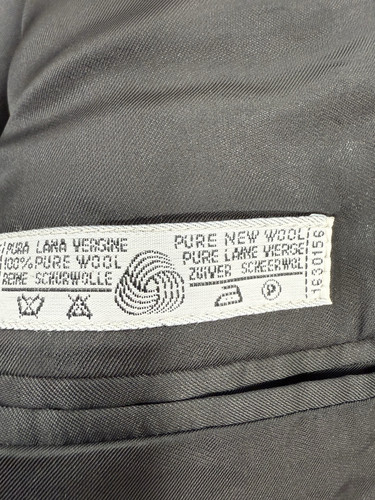 PURA LANA VERGINE
100% PURE WOOL
REINE SCHURWOLLE
PURE NEW WOOL
PURE LAINE VIERGE
ZUIVER SCHEERWOL
P
1630156